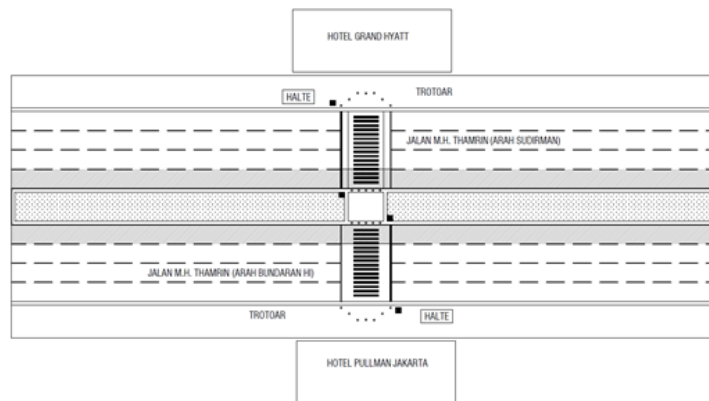 HOTEL GRAND HYATT
HALTE
TROTOAR
JALAN M.H. THAMRIN (ARAH SUDIRMAN)
JALAN M.H. THAMRIN (ARAH BUNDARAN HI)
TROTOAR
HALTE
HOTEL PULLMAN JAKARTA